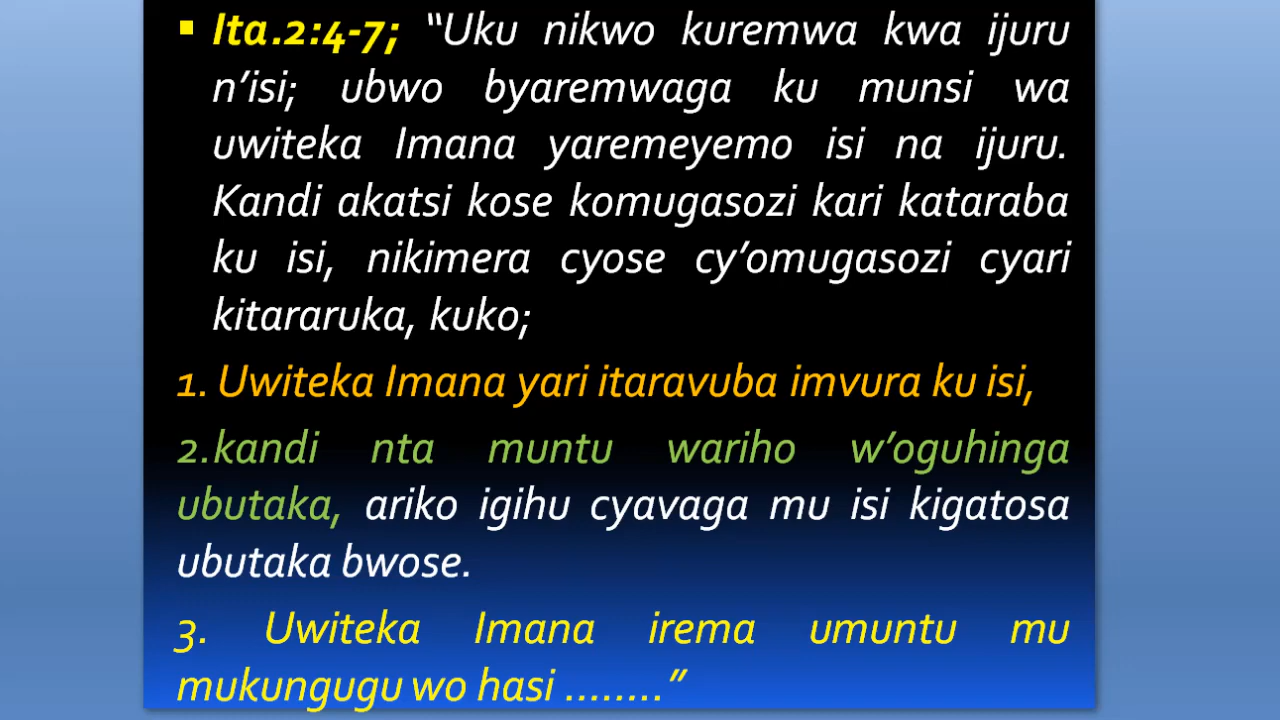 Ita.2:4-7; “Uku nikwo kuremwa kwa ijuru
n’isi; ubwo byaremwaga ku munsi wa
uwiteka Imana yaremeyemo isi na ijuru.
Kandi akatsi kose komugasozi kari kataraba
ku isi, nikimera cyose cy’omugasozi cyari
kitararuka, kuko;
1. Uwiteka Imana yari itaravuba imvura ku isi,
2.kandi nta muntu wariho w’oguhinga
ubutaka, ariko igihu cyavaga mu isi kigatosa
ubutaka bwose.
3. Uwiteka Imana irema umuntu mu
mukungugu wo hasi ........”